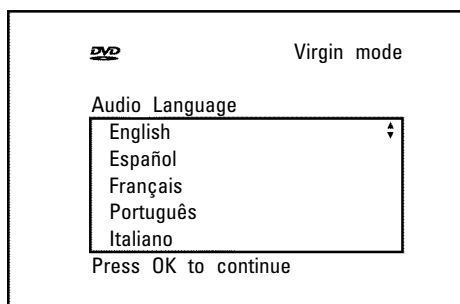 DVD Virgin mode
Audio Language
English
Español
Français
Português
Italiano
Press OK to continue